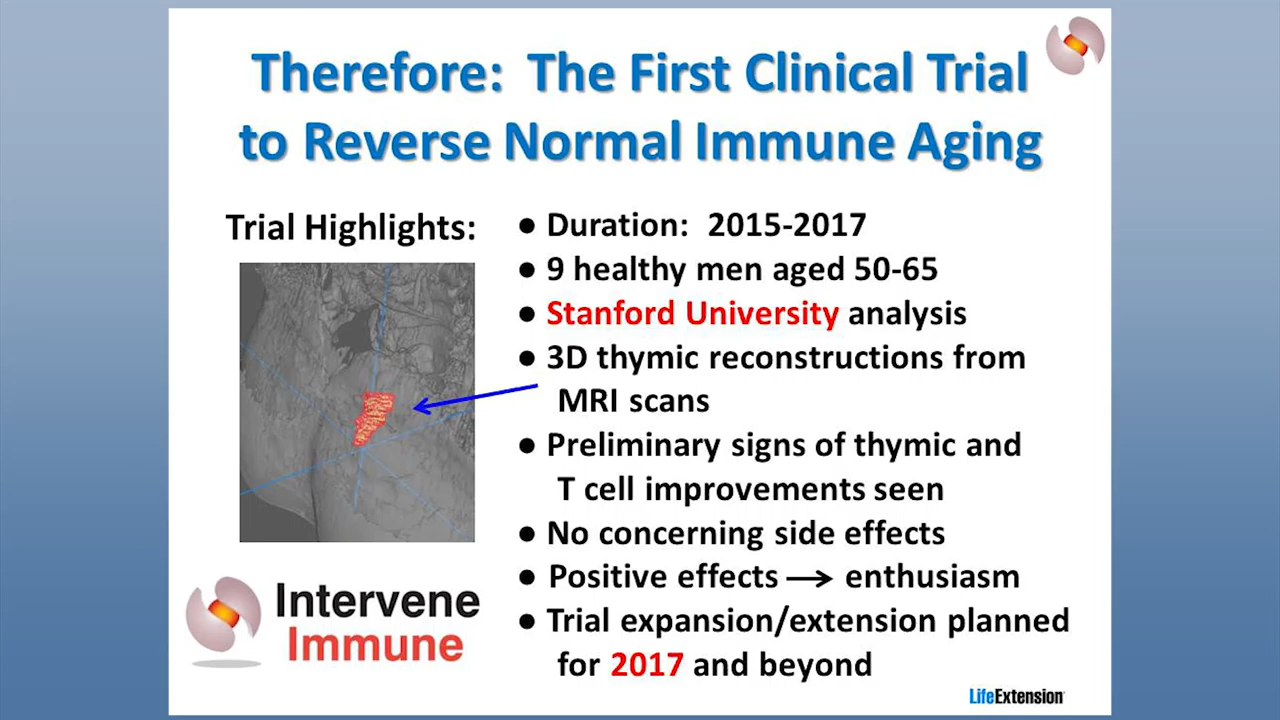 Therefore: The First Clinical Trial
to Reverse Normal Immune Aging
Trial Highlights:
● Duration: 2015-2017
● 9 healthy men aged 50-65
● Stanford University analysis
● 3D thymic reconstructions from
MRI scans
● Preliminary signs of thymic and
T cell improvements seen
● No concerning side effects
● Positive effects → enthusiasm
● Trial expansion/extension planned
for 2017 and beyond
Intervene
Immune
LifeExtension